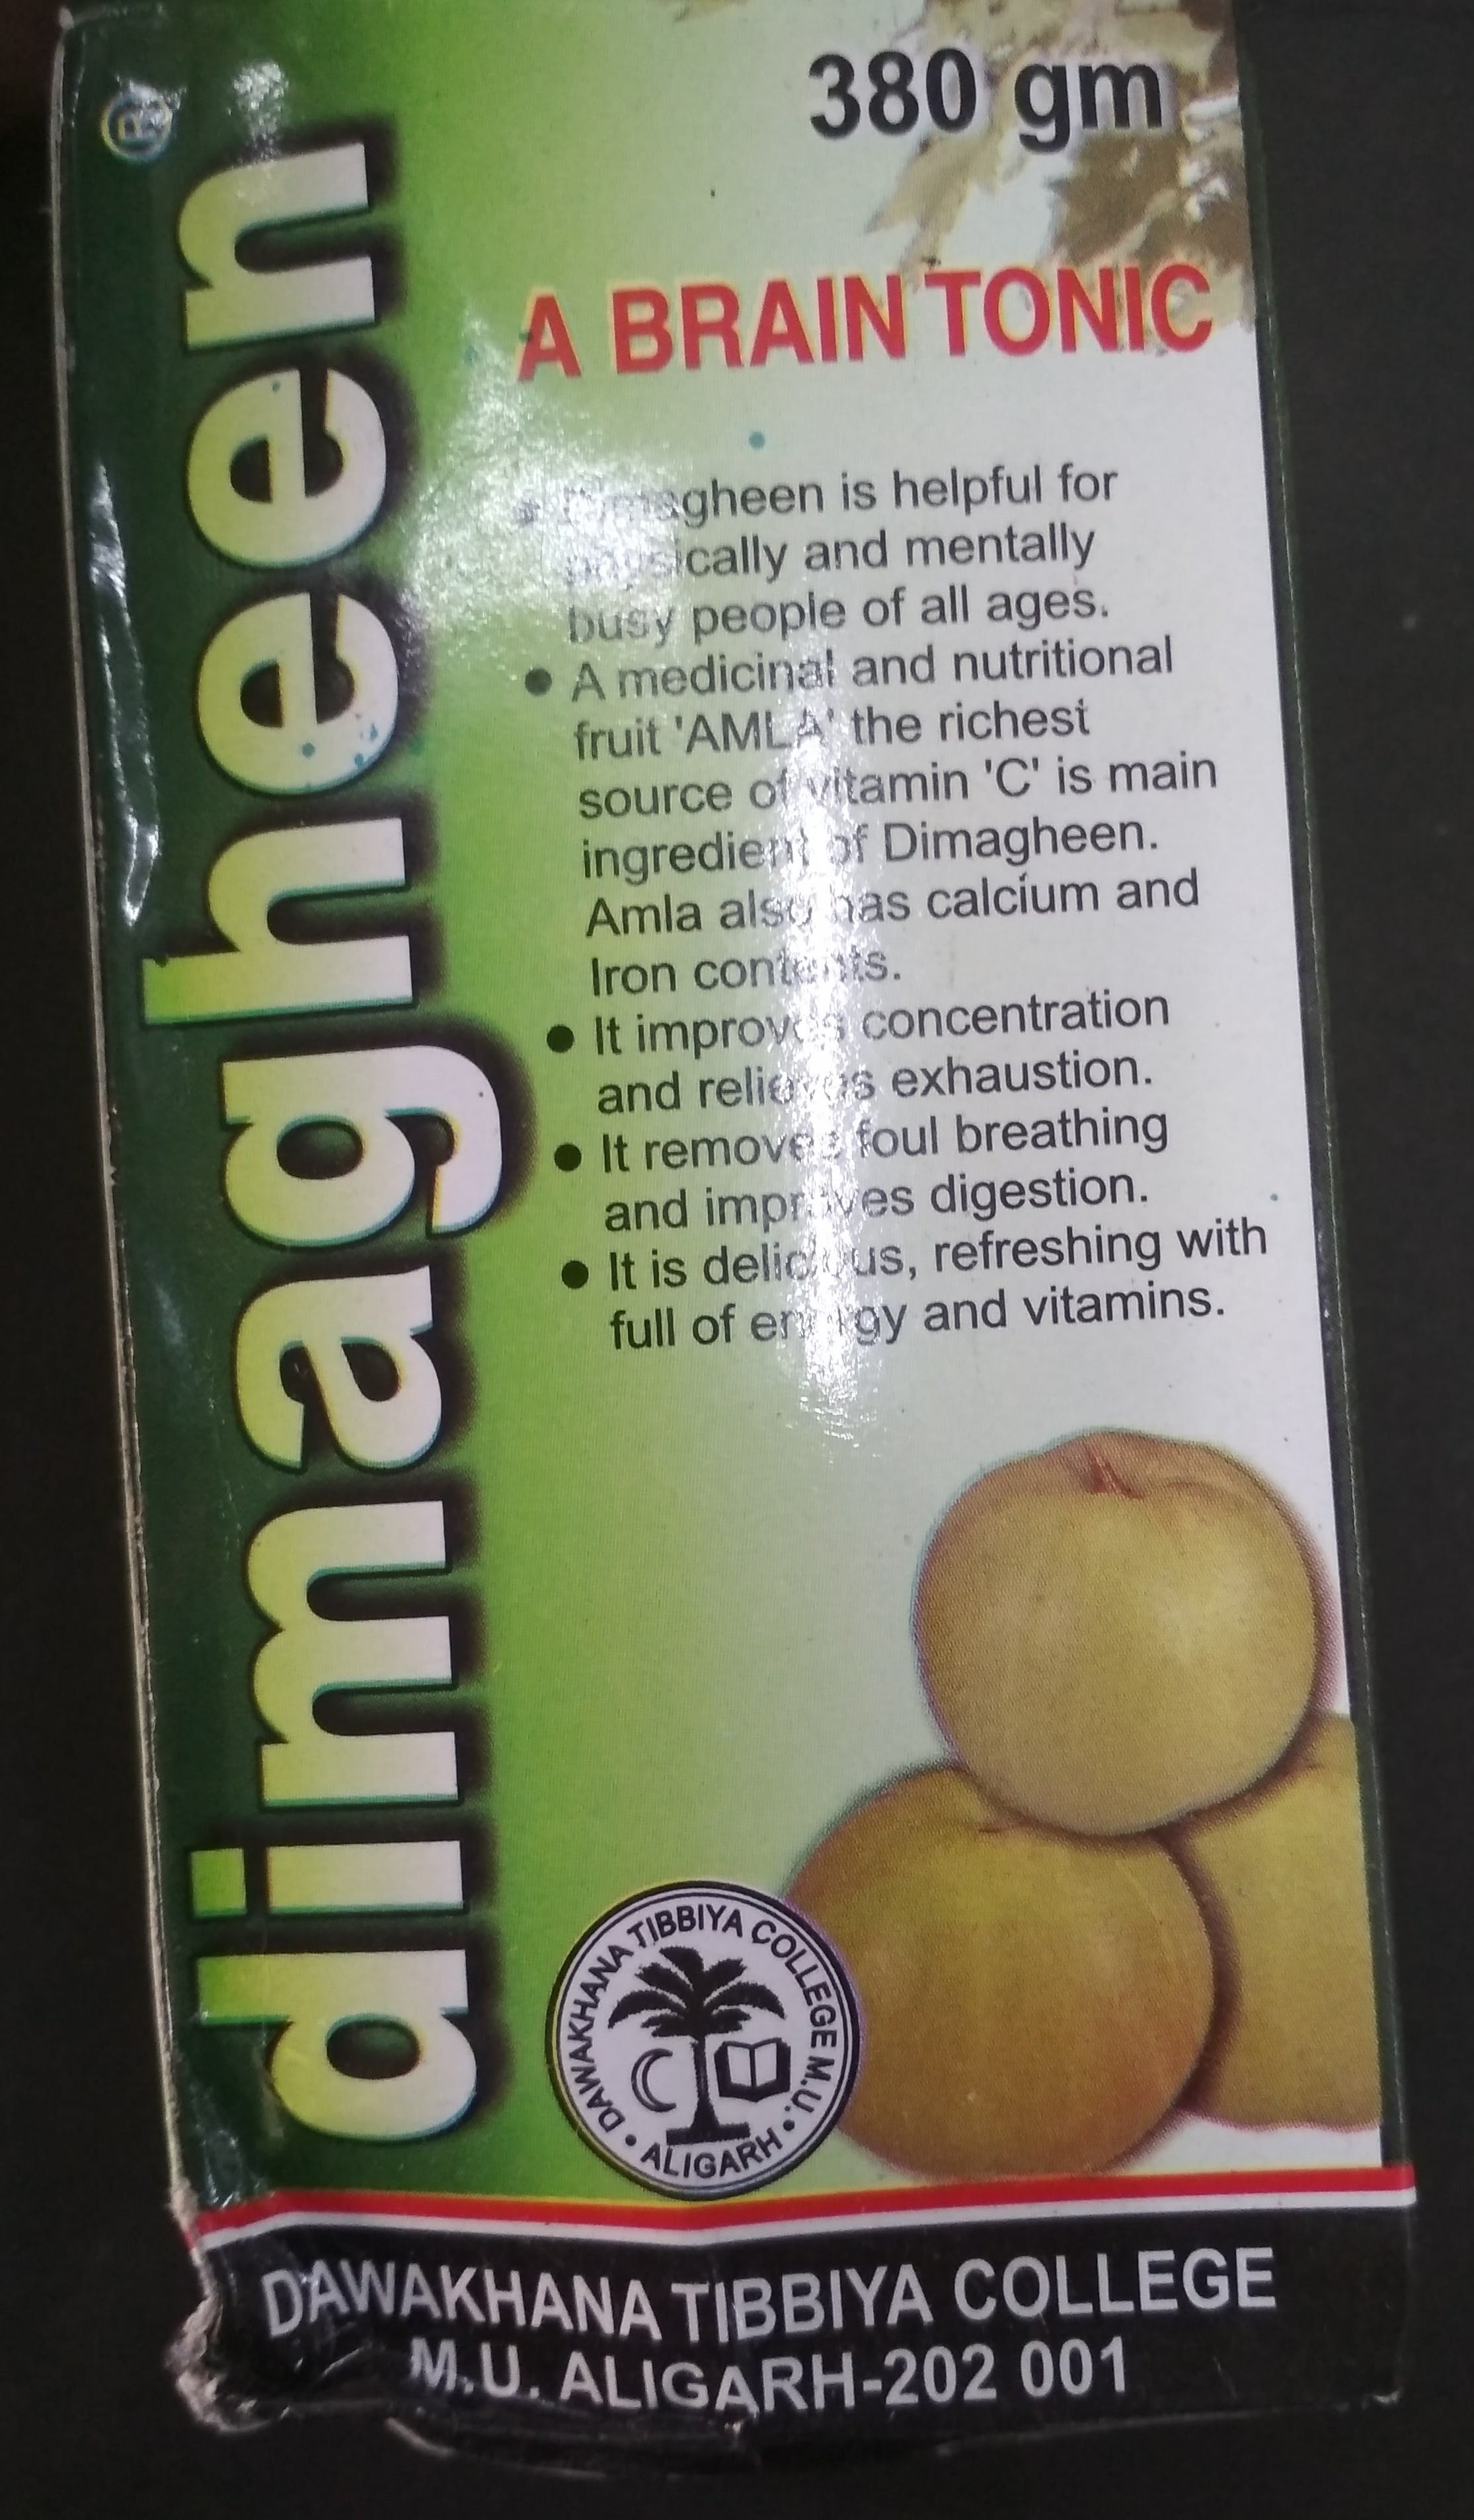 dimagheen
®
380 gm
A BRAIN TONIC
• Dimagheen is helpful for
physically and mentally
busy people of all ages.
• A medicinal and nutritional
fruit 'AMLA' the richest
source of vitamin 'C' is main
ingredient of Dimagheen.
Amla also has calcium and
Iron contents.
• It improves concentration
and relieves exhaustion.
• It removes foul breathing
and improves digestion.
• It is delicious, refreshing with
full of energy and vitamins.
DAWAKHANA TIBBIYA COLLEGE M.U.
• ALIGARH •
DAWAKHANA TIBBIYA COLLEGE
M.U. ALIGARH-202 001